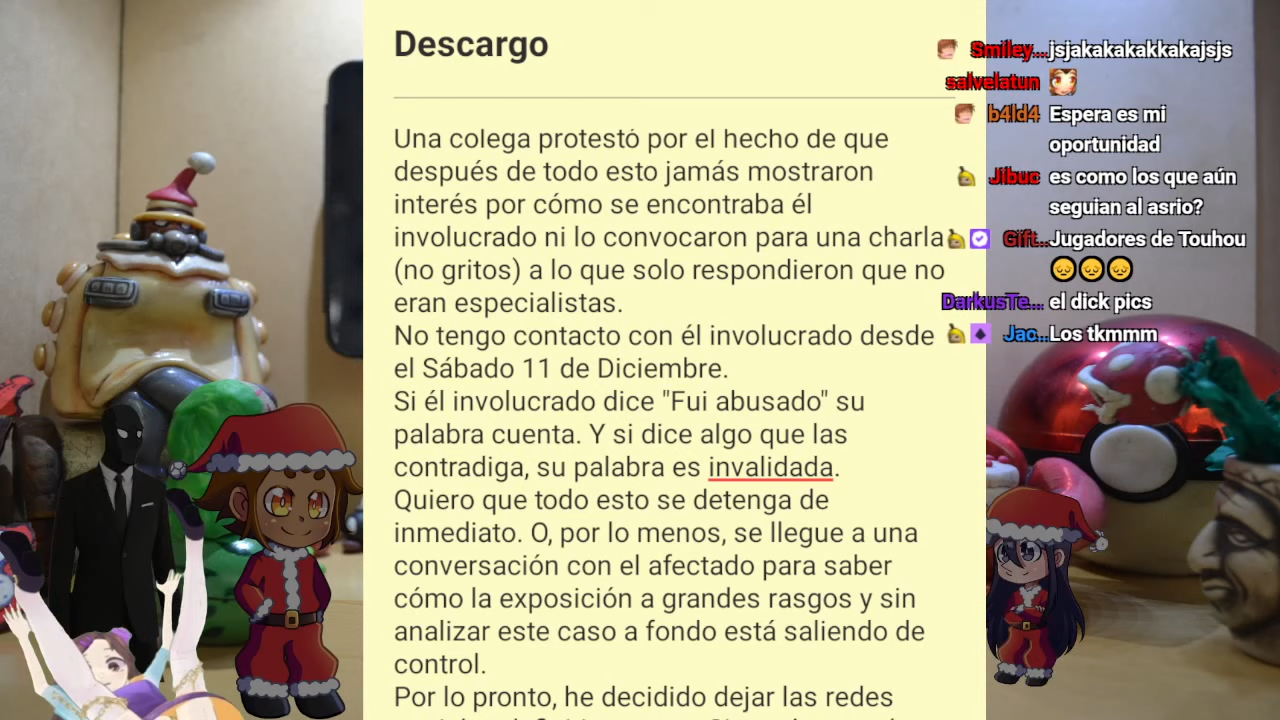 Descargo
Una colega protestó por el hecho de que
después de todo esto jamás mostraron
interés por cómo se encontraba él
involucrado ni lo convocaron para una charla
(no gritos) a lo que solo respondieron que no
eran especialistas.
No tengo contacto con él involucrado desde
el Sábado 11 de Diciembre.
Si él involucrado dice "Fui abusado" su
palabra cuenta. Y si dice algo que las
contradiga, su palabra es invalidada.
Quiero que todo esto se detenga de
inmediato. O, por lo menos, se llegue a una
conversación con el afectado para saber
cómo la exposición a grandes rasgos y sin
analizar este caso a fondo está saliendo de
control.
Por lo pronto, he decidido dejar las redes
Smiley... jsjakakakakkakajsjs
salvelatun
b4ld4 Espera es mi
oportunidad
Jibuc es como los que aún
seguian al asrio?
Gift... Jugadores de Touhou
😞😞😞
DarkusTe... el dick pics
Jac... Los tkmmm